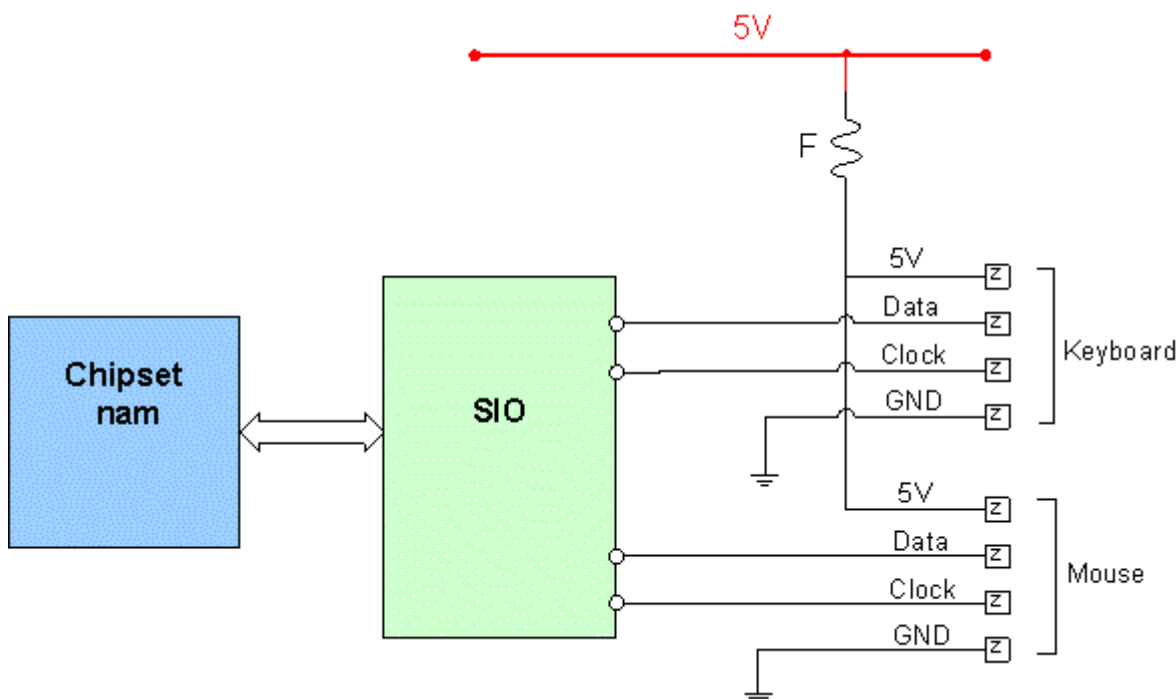 5V
F
5V
Z
Data
Z
Clock
Z
GND
Z
Keyboard
Chipset
nam
SIO
5V
Z
Data
Z
Clock
Z
GND
Z
Mouse